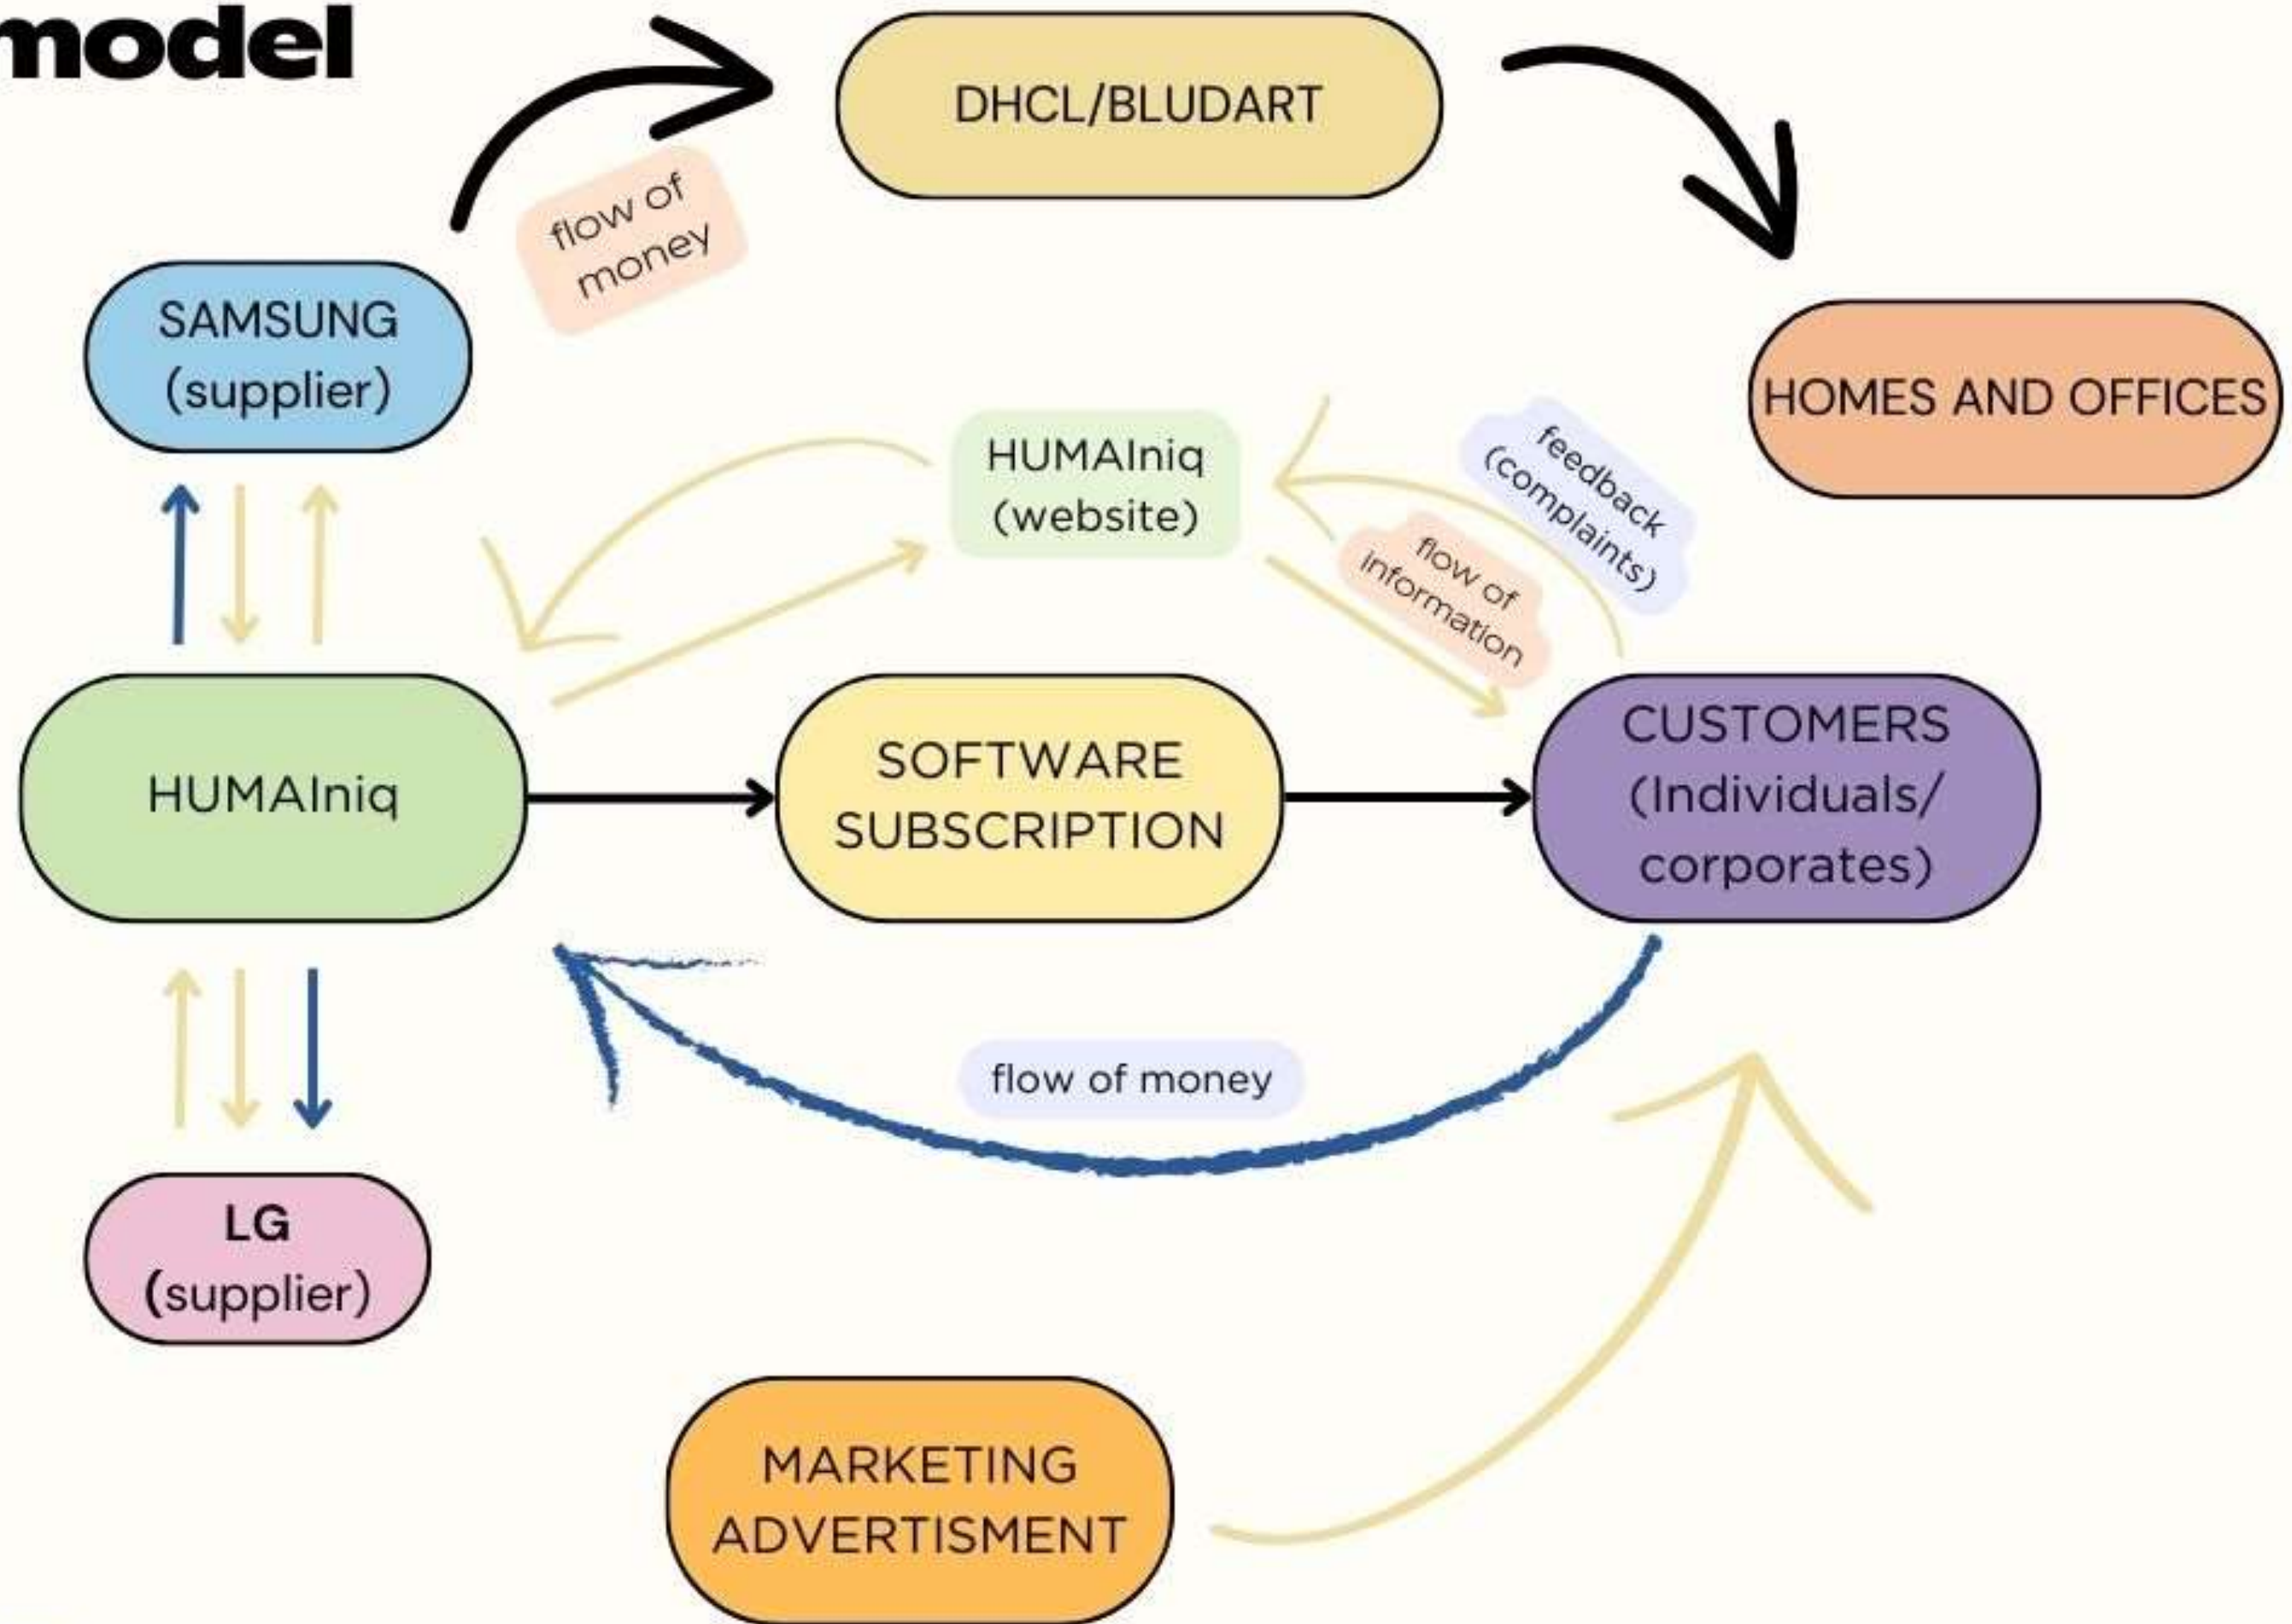 model
DHCL/BLUDART
flow of
money
SAMSUNG
(supplier)
HOMES AND OFFICES
HUMAIniq
(website)
feedback
(complaints)
flow of
information
HUMAIniq
SOFTWARE
SUBSCRIPTION
CUSTOMERS
(Individuals/
corporates)
flow of money
LG
(supplier)
MARKETING
ADVERTISMENT